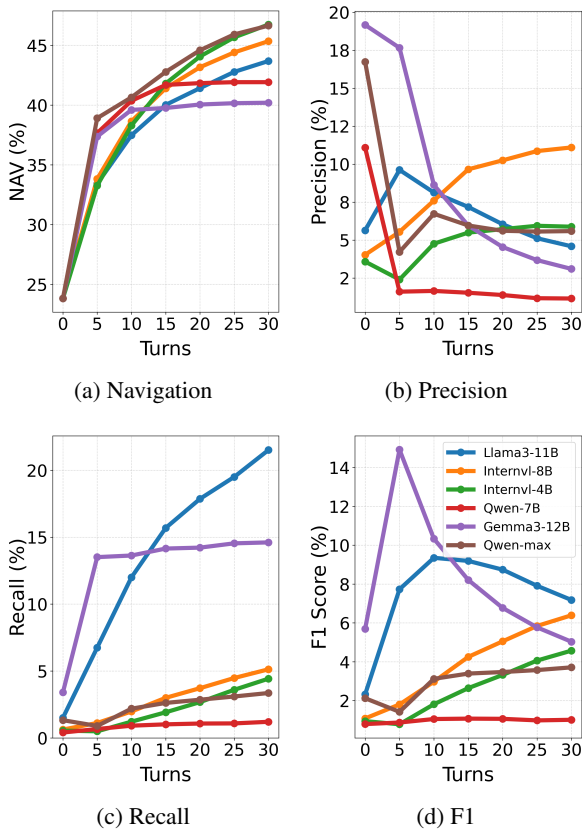 45
40
35
30
25
NAV (%)
0 5 10 15 20 25 30
Turns
(a) Navigation
20
18
15
12
10
8
5
2
Precision (%)
0 5 10 15 20 25 30
Turns
(b) Precision
20
15
10
5
0
Recall (%)
0 5 10 15 20 25 30
Turns
(c) Recall
14
12
10
8
6
4
2
F1 Score (%)
Llama3-11B
Internvl-8B
Internvl-4B
Qwen-7B
Gemma3-12B
Qwen-max
0 5 10 15 20 25 30
Turns
(d) F1